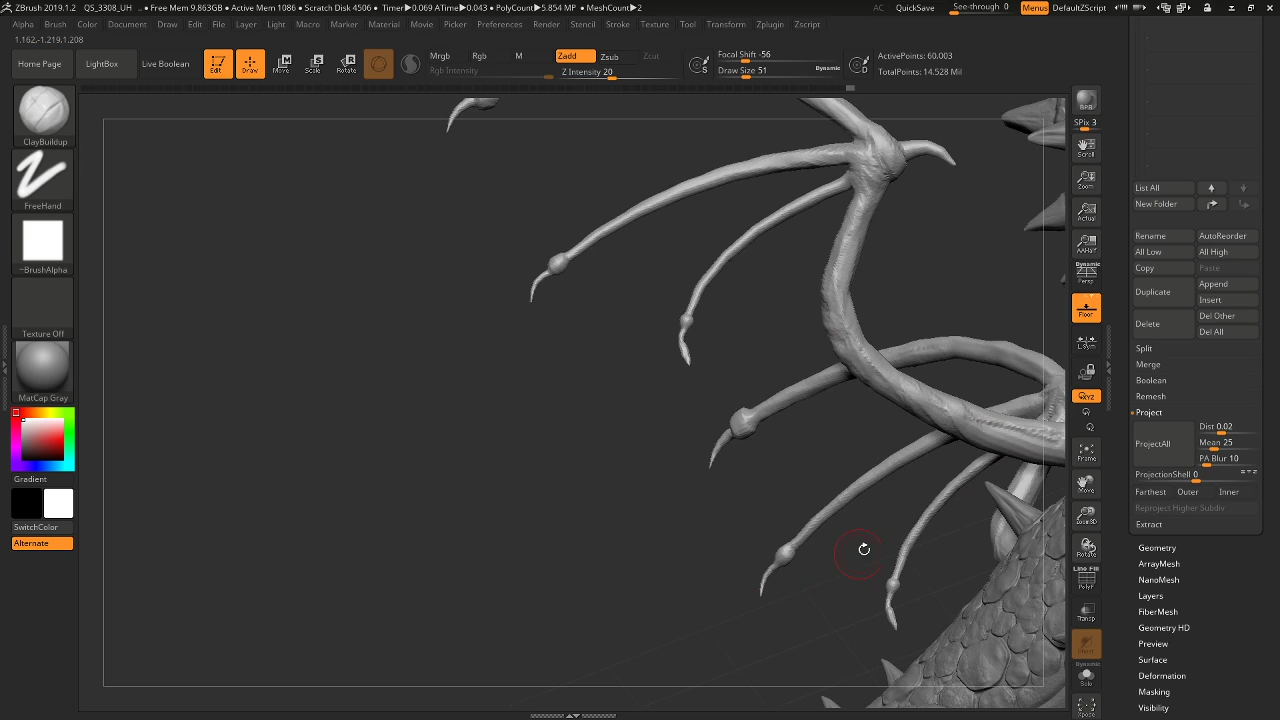 ZBrush 2019.1.2 QS_3308_UH ... • Free Mem 9.863GB • Active Mem 1086 • Scratch Disk 4506 • Timer▶0.069 ATime▶0.043 • PolyCount▶5.854 MP • MeshCount▶2 AC QuickSave See-through 0 Menus DefaultZScript
Alpha Brush Color Document Draw Edit File Layer Light Macro Marker Material Movie Picker Preferences Render Stencil Stroke Texture Tool Transform Zplugin Zscript
1.162,-1.219,1.208
Home Page LightBox Live Boolean Edit Draw Move Scale Rotate
Mrgb Rgb M Zadd Zsub Zcut
Rgb Intensity Z Intensity 20
S Focal Shift -56
Draw Size 51 Dynamic
D ActivePoints: 60,003
TotalPoints: 14.528 Mil
ClayBuildup
FreeHand
~BrushAlpha
Texture Off
MatCap Gray
Gradient
SwitchColor
Alternate
BPR
SPix 3
Scroll
Zoom
Actual
AAHalf
Dynamic
Persp
Floor
L.Sym
XYZ
Frame
Move
Zoom3D
Rotate
Line Fill
PolyF
Transp
Ghost
Dynamic
Solo
Xpose
List All
New Folder
Rename AutoReorder
All Low All High
Copy Paste
Duplicate Append
Insert
Delete Del Other
Del All
Split
Merge
Boolean
Remesh
Project
ProjectAll Dist 0.02
Mean 25
PA Blur 10
ProjectionShell 0
Farthest Outer Inner
Reproject Higher Subdiv
Extract
Geometry
ArrayMesh
NanoMesh
Layers
FiberMesh
Geometry HD
Preview
Surface
Deformation
Masking
Visibility